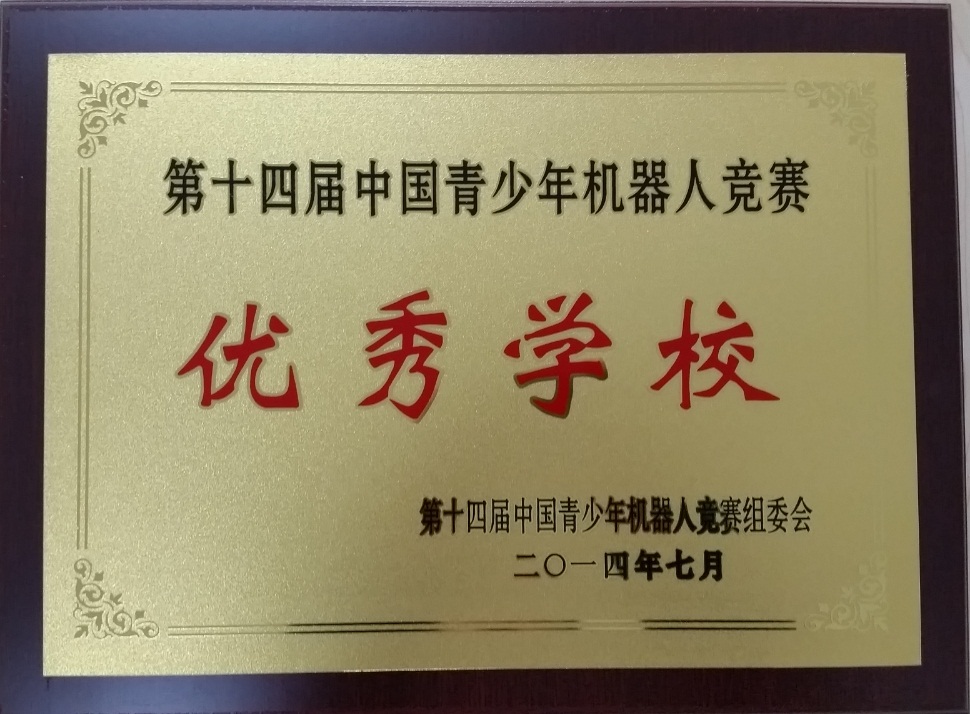 第十四届中国青少年机器人竞赛
优秀学校
第十四届中国青少年机器人竞赛组委会
二〇一四年七月